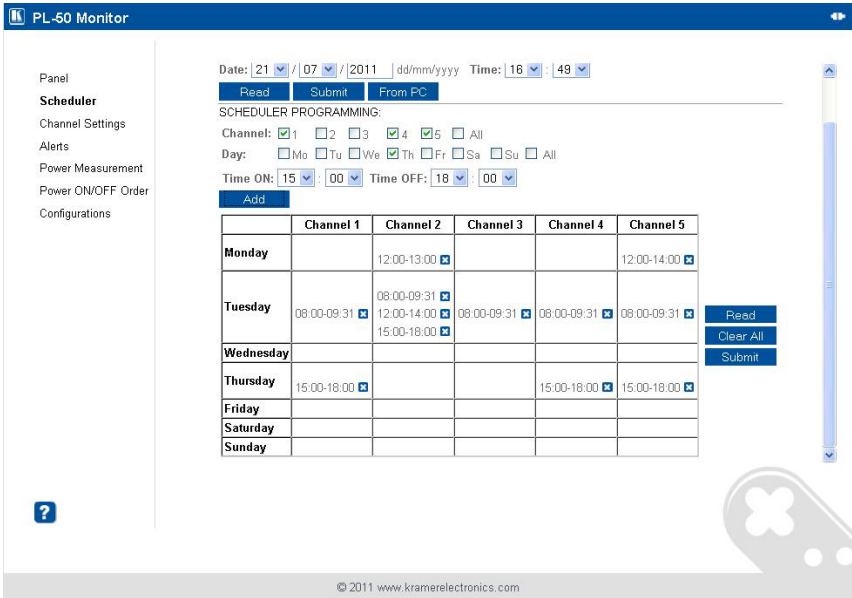 PL-50 Monitor
Panel
Scheduler
Channel Settings
Alerts
Power Measurement
Power ON/OFF Order
Configurations
Date: 21 / 07 / 2011 dd/mm/yyyy Time: 16 : 49
Read Submit From PC
SCHEDULER PROGRAMMING:
Channel: 1 2 3 4 5 All
Day: Mo Tu We Th Fr Sa Su All
Time ON: 15 : 00 Time OFF: 18 : 00
Add
Channel 1 Channel 2 Channel 3 Channel 4 Channel 5
Monday 12:00-13:00 12:00-14:00
Tuesday 08:00-09:31 08:00-09:31 12:00-14:00 15:00-18:00 08:00-09:31 08:00-09:31 08:00-09:31
Wednesday
Thursday 15:00-18:00 15:00-18:00 15:00-18:00
Friday
Saturday
Sunday
Read
Clear All
Submit
?
© 2011 www.kramerelectronics.com